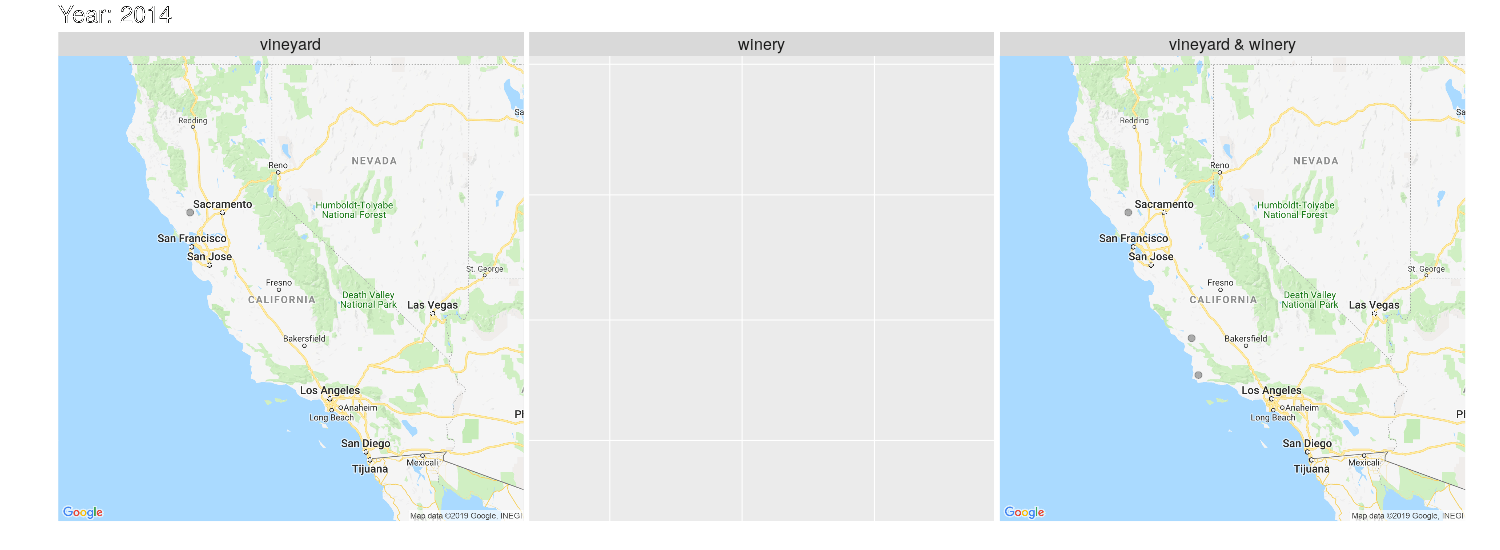 Year: 2014
vineyard
winery
vineyard & winery
Redding
Sa
Reno
NEVADA
Sacramento
Humboldt-Toiyabe
National Forest
San Francisco
San Jose
St. George
Fresno
CALIFORNIA
Death Valley
National Park
Las Vegas
Bakersfield
Los Angeles
Anaheim
Long Beach
Pl
San Diego
Mexicali
Tijuana
Google
Map data ©2019 Google, INEGI
Redding
Sa
Reno
NEVADA
Sacramento
Humboldt-Toiyabe
National Forest
San Francisco
San Jose
St. George
Fresno
CALIFORNIA
Death Valley
National Park
Las Vegas
Bakersfield
Los Angeles
Anaheim
Long Beach
Pl
San Diego
Mexicali
Tijuana
Google
Map data ©2019 Google, INEGI